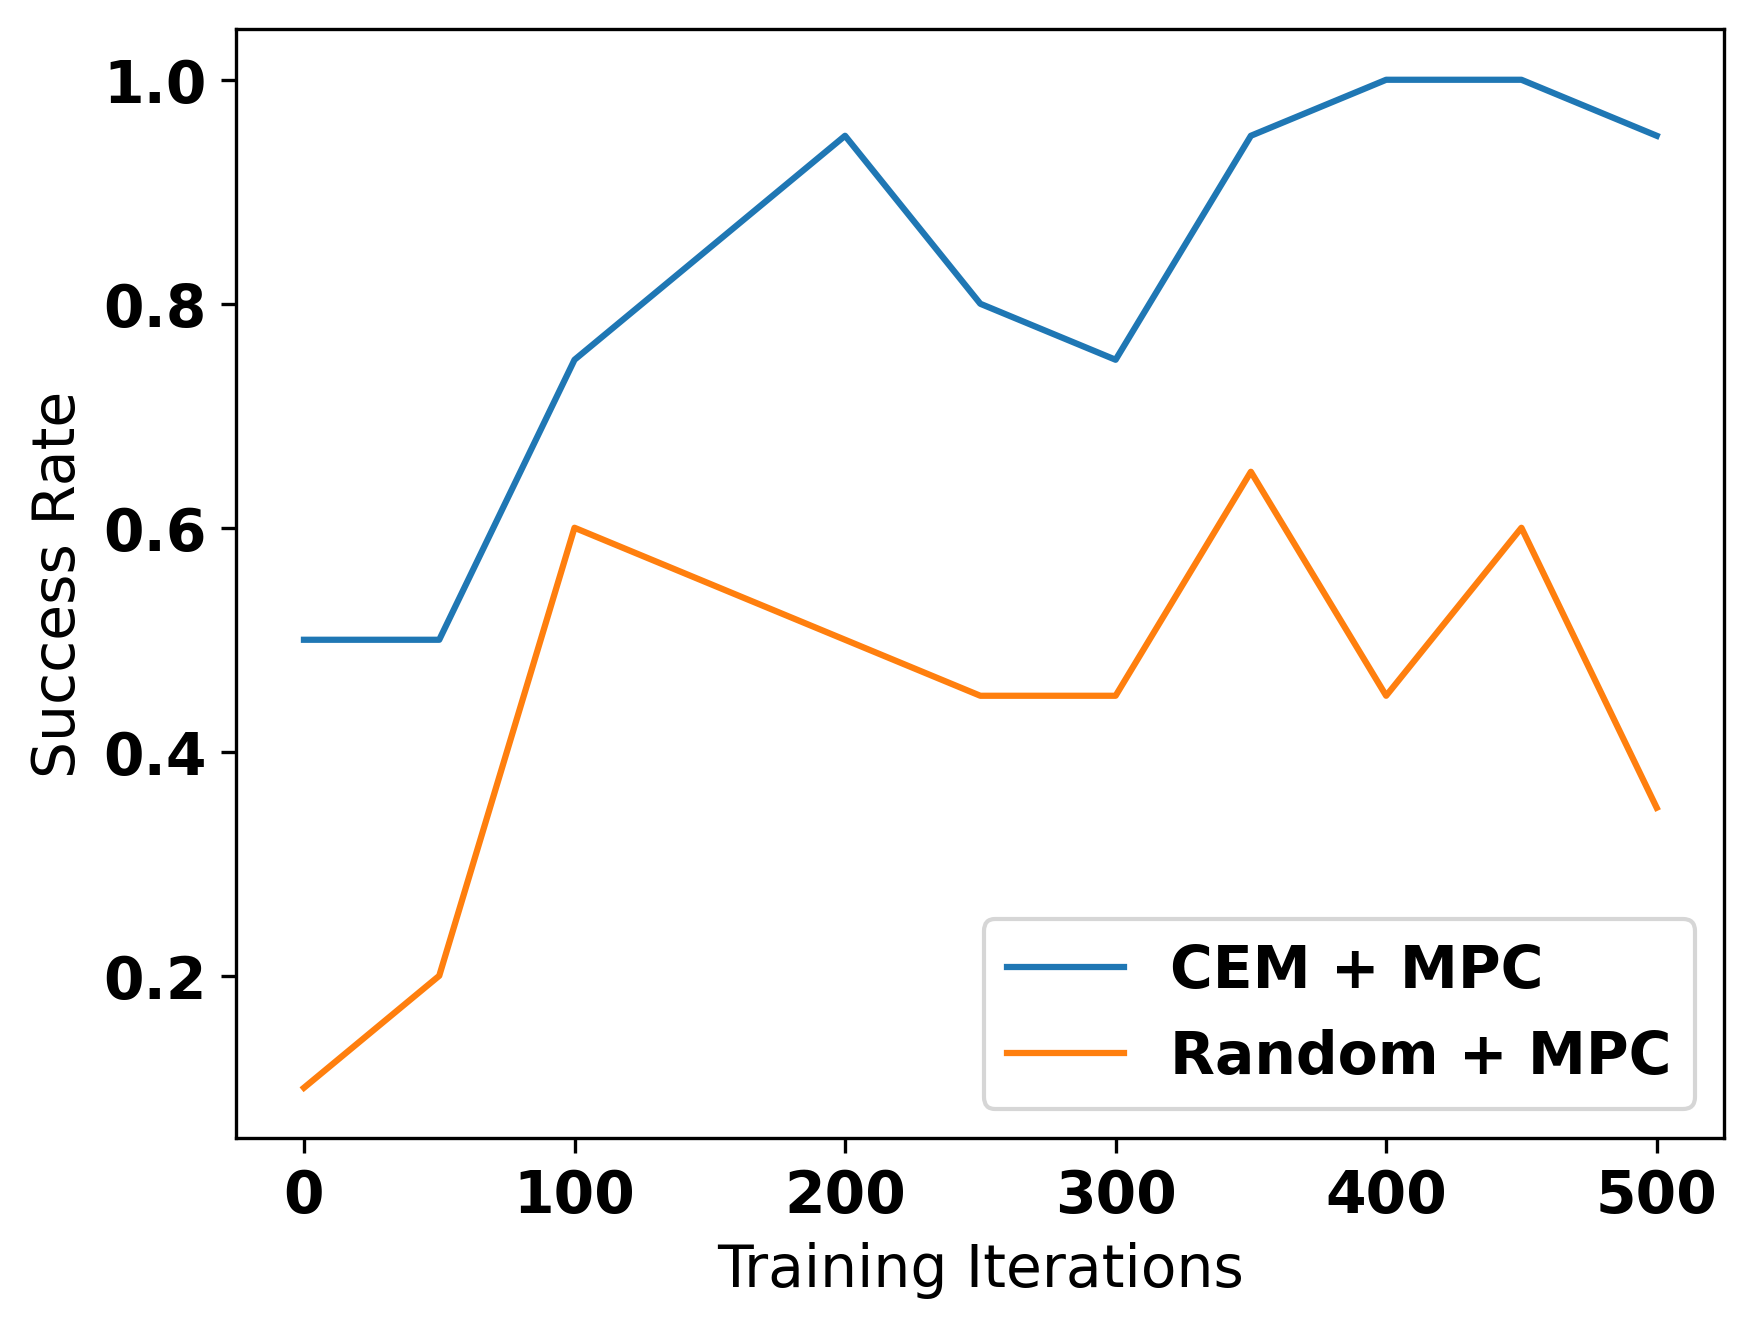 1.0
0.8
0.6
0.4
0.2
Success Rate
CEM + MPC
Random + MPC
0 100 200 300 400 500
Training Iterations